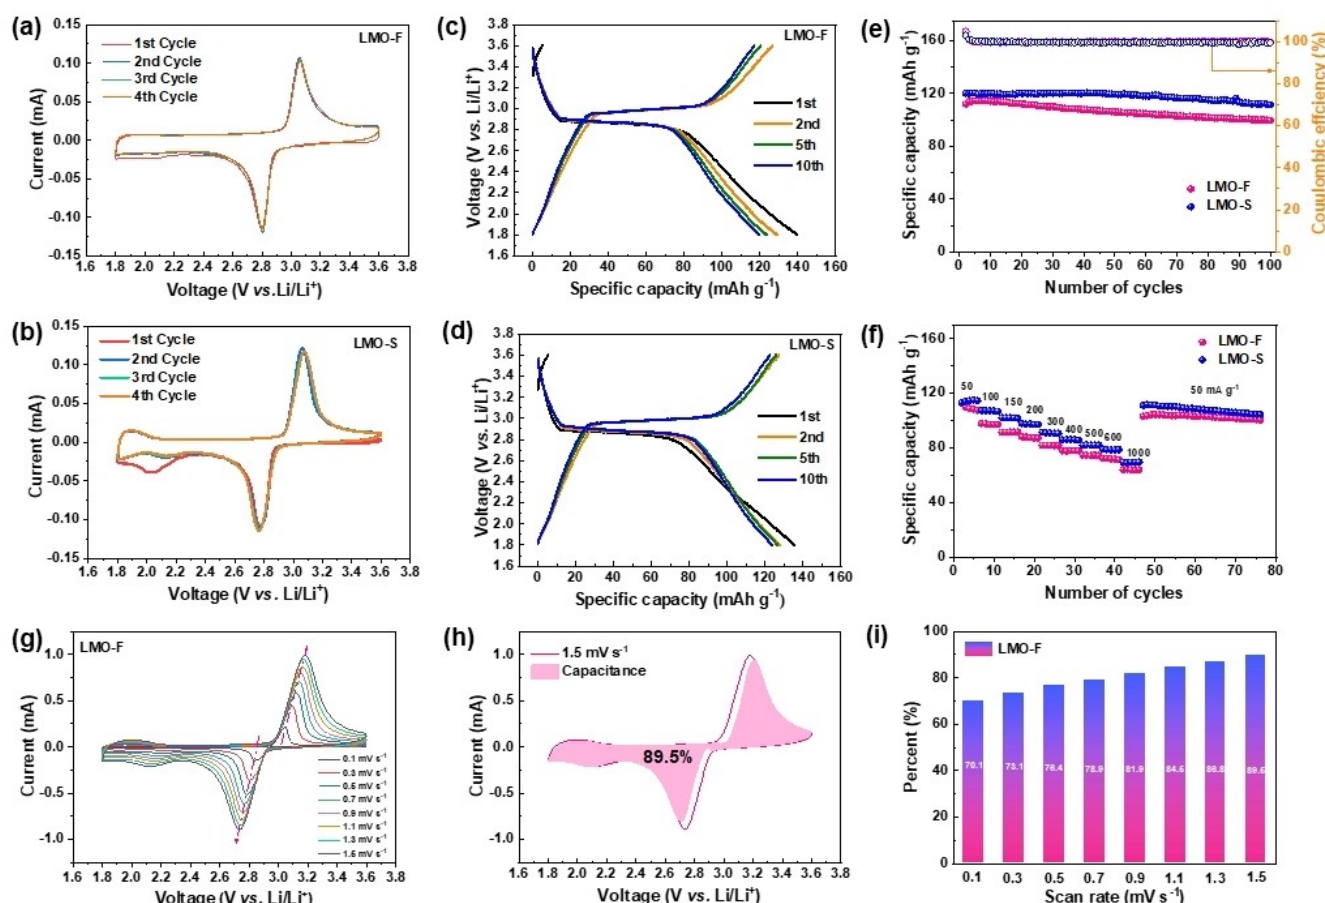 (a)
LMO-F
1st Cycle
2nd Cycle
3rd Cycle
4th Cycle
0.15
0.10
0.05
0.00
-0.05
-0.10
-0.15
Current (mA)
1.6 1.8 2.0 2.2 2.4 2.6 2.8 3.0 3.2 3.4 3.6 3.8
Voltage (V vs.Li/Li⁺)
(c)
LMO-F
1st
2nd
5th
10th
3.8
3.6
3.4
3.2
3.0
2.8
2.6
2.4
2.2
2.0
1.8
1.6
Voltage (V vs. Li/Li⁺)
0 20 40 60 80 100 120 140 160
Specific capacity (mAh g⁻¹)
(e)
160
120
80
40
0
Specific capacity (mAh g⁻¹)
LMO-F
LMO-S
100
80
60
40
20
0
Couulombic effciency (%)
0 10 20 30 40 50 60 70 80 90 100
Number of cycles
(b)
LMO-S
1st Cycle
2nd Cycle
3rd Cycle
4th Cycle
0.15
0.10
0.05
0.00
-0.05
-0.10
-0.15
Current (mA)
1.6 1.8 2.0 2.2 2.4 2.6 2.8 3.0 3.2 3.4 3.6 3.8
Voltage (V vs. Li/Li⁺)
(d)
LMO-S
1st
2nd
5th
10th
3.8
3.6
3.4
3.2
3.0
2.8
2.6
2.4
2.2
2.0
1.8
1.6
Voltage (V vs. Li/Li⁺)
0 20 40 60 80 100 120 140 160
Specific capacity (mAh g⁻¹)
(f)
LMO-F
LMO-S
160
120
80
40
0
Specific capacity (mAh g⁻¹)
50
100
150
200
300
400
500
600
1000
50 mA g⁻¹
0 10 20 30 40 50 60 70 80
Number of cycles
(g)
LMO-F
1.0
0.5
0.0
-0.5
-1.0
Current (mA)
0.1 mV s⁻¹
0.3 mV s⁻¹
0.5 mV s⁻¹
0.7 mV s⁻¹
0.9 mV s⁻¹
1.1 mV s⁻¹
1.3 mV s⁻¹
1.5 mV s⁻¹
1.6 1.8 2.0 2.2 2.4 2.6 2.8 3.0 3.2 3.4 3.6 3.8
Voltage (V vs. Li/Li⁺)
(h)
1.5 mV s⁻¹
Capacitance
1.0
0.5
0.0
-0.5
-1.0
Current (mA)
89.5%
1.6 1.8 2.0 2.2 2.4 2.6 2.8 3.0 3.2 3.4 3.6 3.8
Voltage (V vs. Li/Li⁺)
(i)
LMO-F
100
80
60
40
20
0
Percent (%)
70.1 73.1 76.4 78.9 81.9 84.5 86.8 89.5
0.1 0.3 0.5 0.7 0.9 1.1 1.3 1.5
Scan rate (mV s⁻¹)